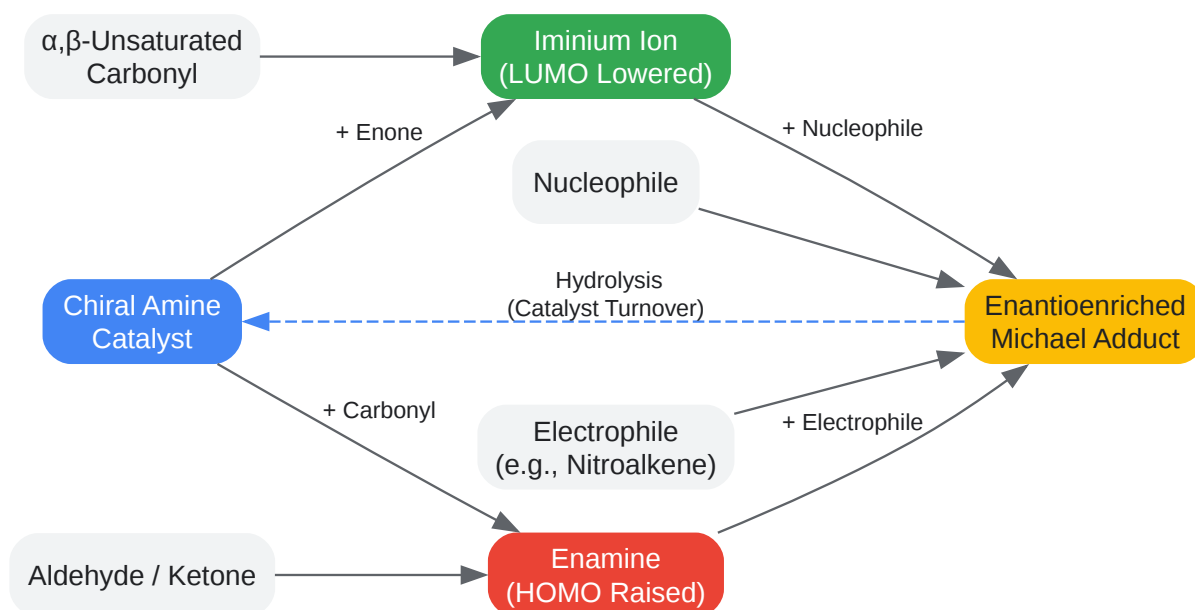 α,β-Unsaturated
Carbonyl
Iminium Ion
(LUMO Lowered)
+ Enone
+ Nucleophile
Nucleophile
Hydrolysis
(Catalyst Turnover)
Chiral Amine
Catalyst
Enantioenriched
Michael Adduct
+ Carbonyl
+ Electrophile
Electrophile
(e.g., Nitroalkene)
Aldehyde / Ketone
Enamine
(HOMO Raised)